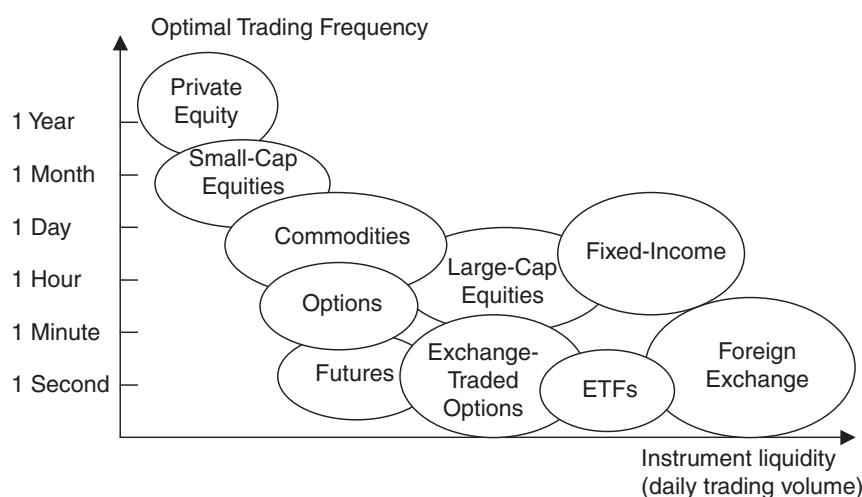 Optimal Trading Frequency
Private
Equity
1 Year
Small-Cap
Equities
1 Month
1 Day
Commodities
Fixed-Income
Large-Cap
Equities
1 Hour
Options
1 Minute
Exchange-
Traded
Options
Foreign
Exchange
Futures
ETFs
1 Second
Instrument liquidity
(daily trading volume)